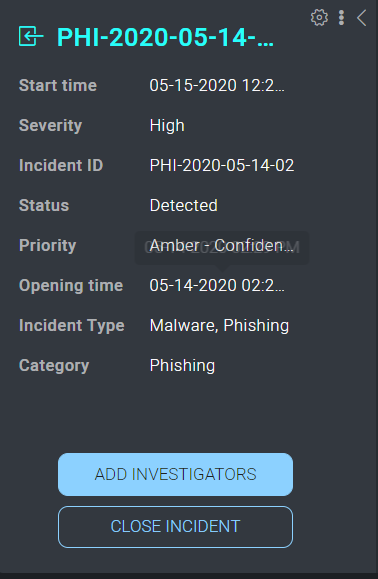 PHI-2020-05-14-...
Start time 05-15-2020 12:2...
Severity High
Incident ID PHI-2020-05-14-02
Status Detected
Priority Amber - Confiden...
Opening time 05-14-2020 02:2...
Incident Type Malware, Phishing
Category Phishing
ADD INVESTIGATORS
CLOSE INCIDENT